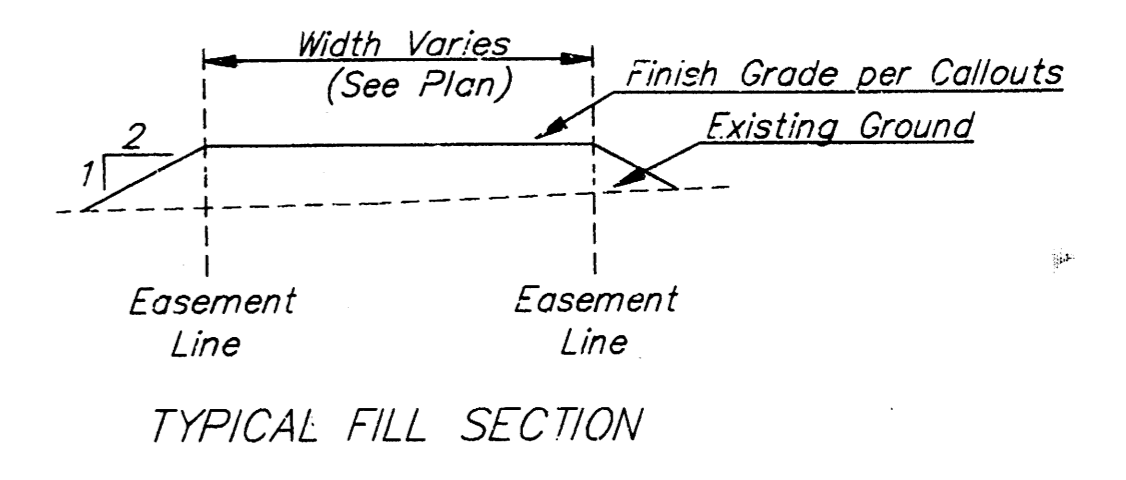 Width Varies
(See Plan)
Finish Grade per Callouts
Existing Ground
2
1
Easement
Line
Easement
Line
TYPICAL FILL SECTION